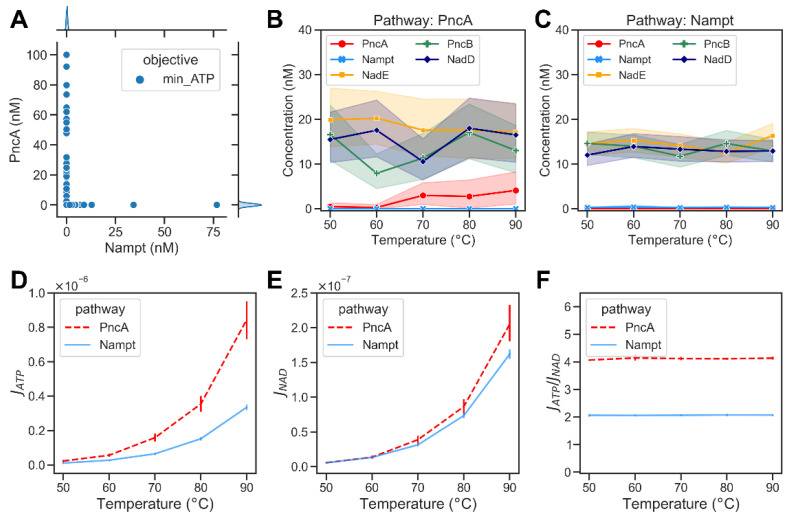 A
objective
min_ATP
PncA (nM)
100
80
60
40
20
0
0
25
50
75
Nampt (nM)
B
Pathway: PncA
PncA
PncB
Nampt
NadD
NadE
Concentration (nM)
40
30
20
10
0
50
60
70
80
90
Temperature (°C)
C
Pathway: Nampt
PncA
PncB
Nampt
NadD
NadE
Concentration (nM)
40
30
20
10
0
50
60
70
80
90
Temperature (°C)
D
×10⁻⁶
pathway
PncA
Nampt
J_ATP
1.0
0.8
0.6
0.4
0.2
0.0
50
60
70
80
90
Temperature (°C)
E
×10⁻⁷
pathway
PncA
Nampt
J_NAD
2.5
2.0
1.5
1.0
0.5
0.0
50
60
70
80
90
Temperature (°C)
F
pathway
PncA
Nampt
J_ATP/J_NAD
6
5
4
3
2
1
0
50
60
70
80
90
Temperature (°C)